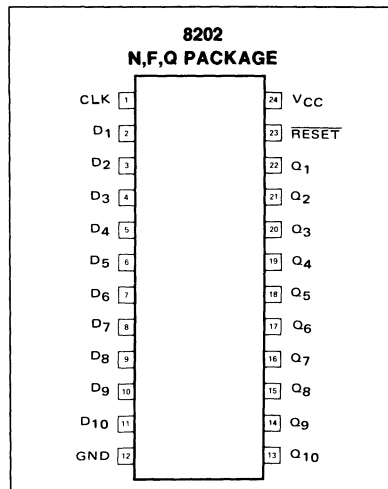 8202
N,F,Q PACKAGE
CLK 1 24 VCC
D1 2 23 RESET
D2 3 22 Q1
D3 4 21 Q2
D4 5 20 Q3
D5 6 19 Q4
D6 7 18 Q5
D7 8 17 Q6
D8 9 16 Q7
D9 10 15 Q8
D10 11 14 Q9
GND 12 13 Q10